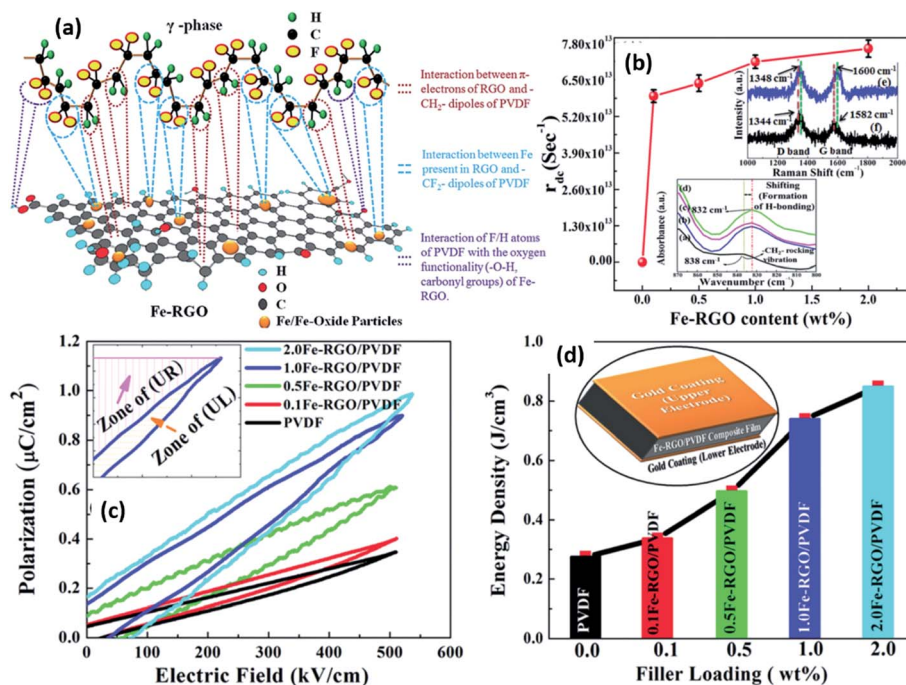 (a)
γ -phase
H
C
F
Interaction between π-
electrons of RGO and -
CH₂- dipoles of PVDF
Interaction between Fe
present in RGO and -
CF₂- dipoles of PVDF
Interaction of F/H atoms
of PVDF with the oxygen
functionality (-O-H,
carbonyl groups) of Fe-
RGO.
Fe-RGO
H
O
C
Fe/Fe-Oxide Particles
(b)
r_dc (Sec⁻¹)
7.80x10¹³
6.50x10¹³
5.20x10¹³
3.90x10¹³
2.60x10¹³
1.30x10¹³
0.00
0.0 0.5 1.0 1.5 2.0
Fe-RGO content (wt%)
Intensity (a.u.)
1348 cm⁻¹
1600 cm⁻¹
(e)
1344 cm⁻¹
1582 cm⁻¹
(f)
D band
G band
1000 1200 1400 1600 1800 2000
Raman Shift (cm⁻¹)
Absorbance (a.u.)
(d)
(c)
(b)
(a)
832 cm⁻¹
838 cm⁻¹
Shifting
(Formation
of H-bonding)
-CH₂- rocking
vibration
Wavenumber (cm⁻¹)
(c)
Polarization (μC/cm²)
1.2
1.0
0.8
0.6
0.4
0.2
0.0
0 100 200 300 400 500 600
Electric Field (kV/cm)
Zone of (UR)
Zone of (UL)
2.0Fe-RGO/PVDF
1.0Fe-RGO/PVDF
0.5Fe-RGO/PVDF
0.1Fe-RGO/PVDF
PVDF
(d)
Energy Density (J/cm³)
1.0
0.8
0.6
0.4
0.2
0.0
Gold Coating
(Upper
Electrode)
Fe-RGO/PVDF Composite Film
Gold Coating (Lower Electrode)
PVDF
0.1Fe-RGO/PVDF
0.5Fe-RGO/PVDF
1.0Fe-RGO/PVDF
2.0Fe-RGO/PVDF
0.0 0.1 0.5 1.0 2.0
Filler Loading ( wt%)